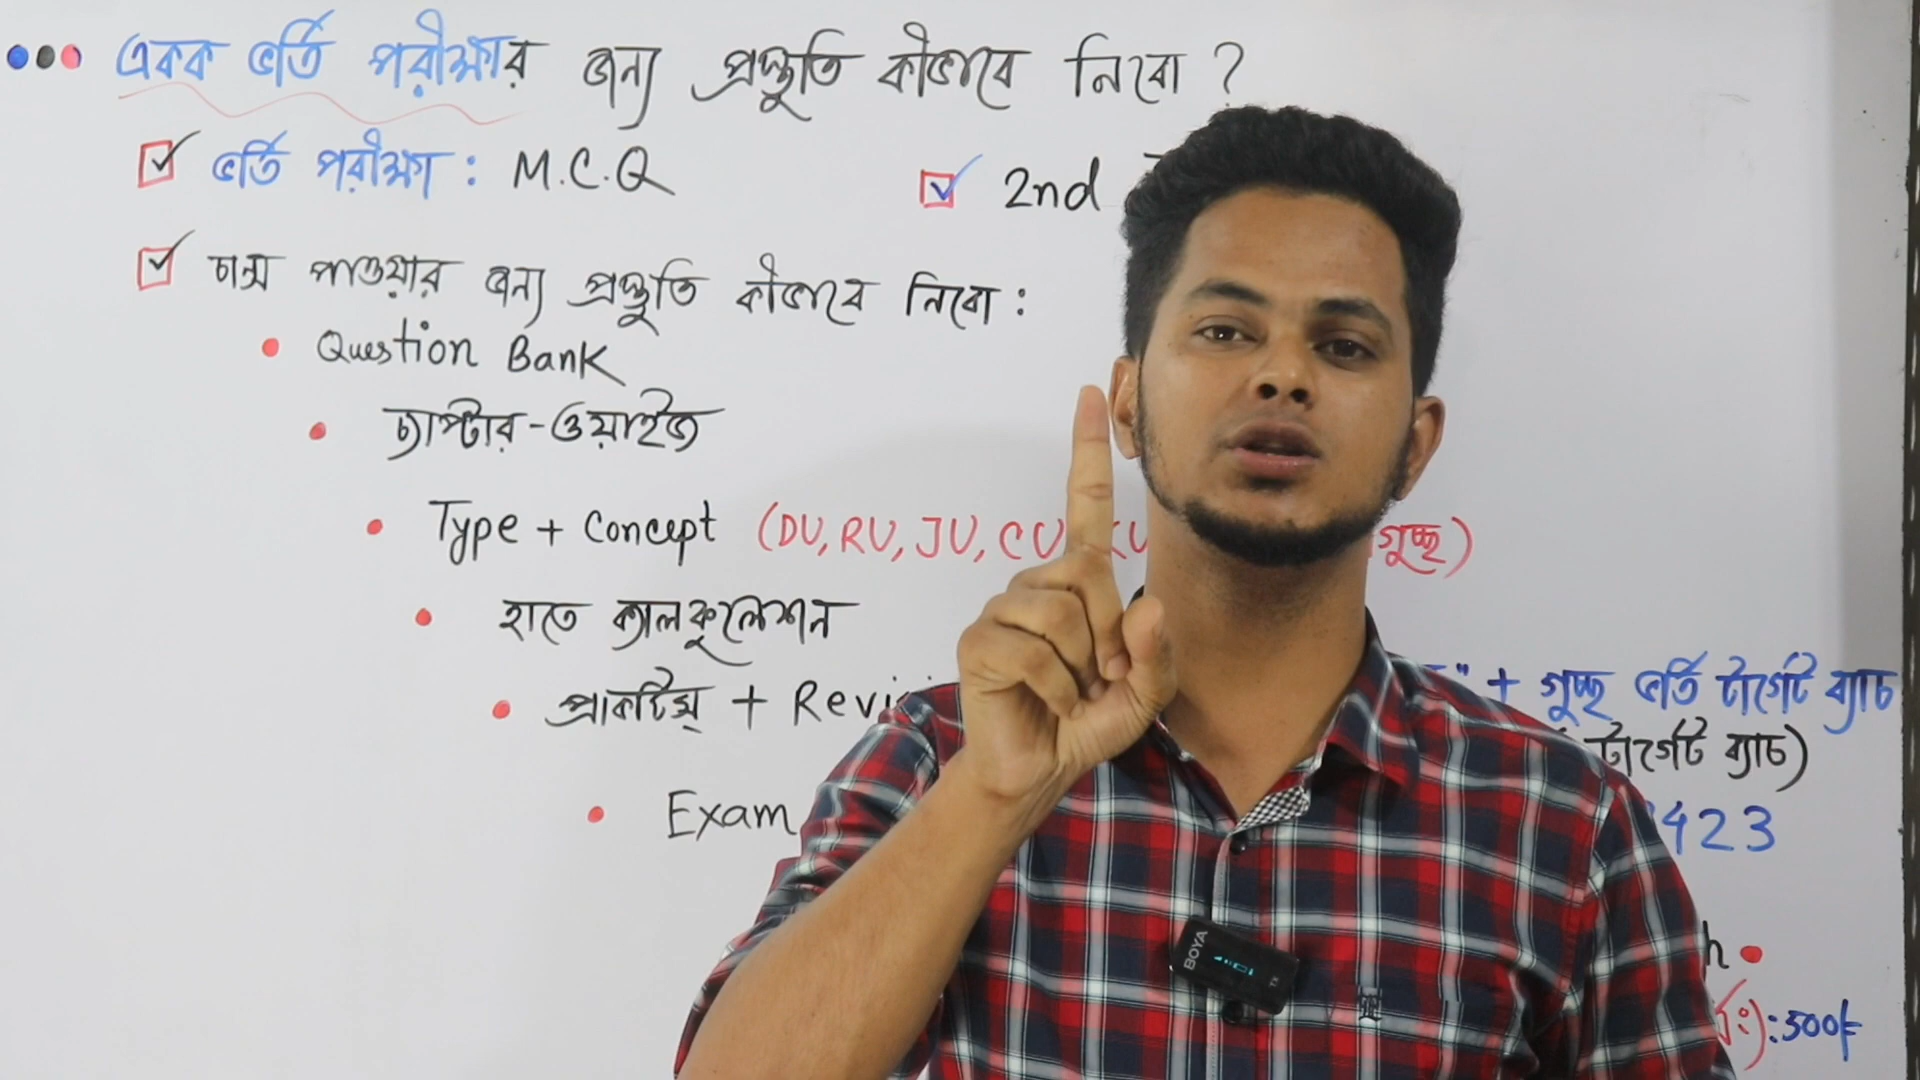 একক ভর্তি পরীক্ষার জন্য প্রস্তুতি কীভাবে নিবো ?
ভর্তি পরীক্ষা : M.C.Q
2nd
চান্স পাওয়ার জন্য প্রস্তুতি কীভাবে নিবো :
Question Bank
চ্যাপ্টার-ওয়াইজ
Type + Concept (DU, RU, JU, CU, গুচ্ছ)
হাতে ক্যালকুলেশন
প্রাকটিস্ + Revi
" + গুচ্ছ ভর্তি টার্গেট ব্যাচ
টার্গেট ব্যাচ)
Exam
423
h
:500/=
BOYA